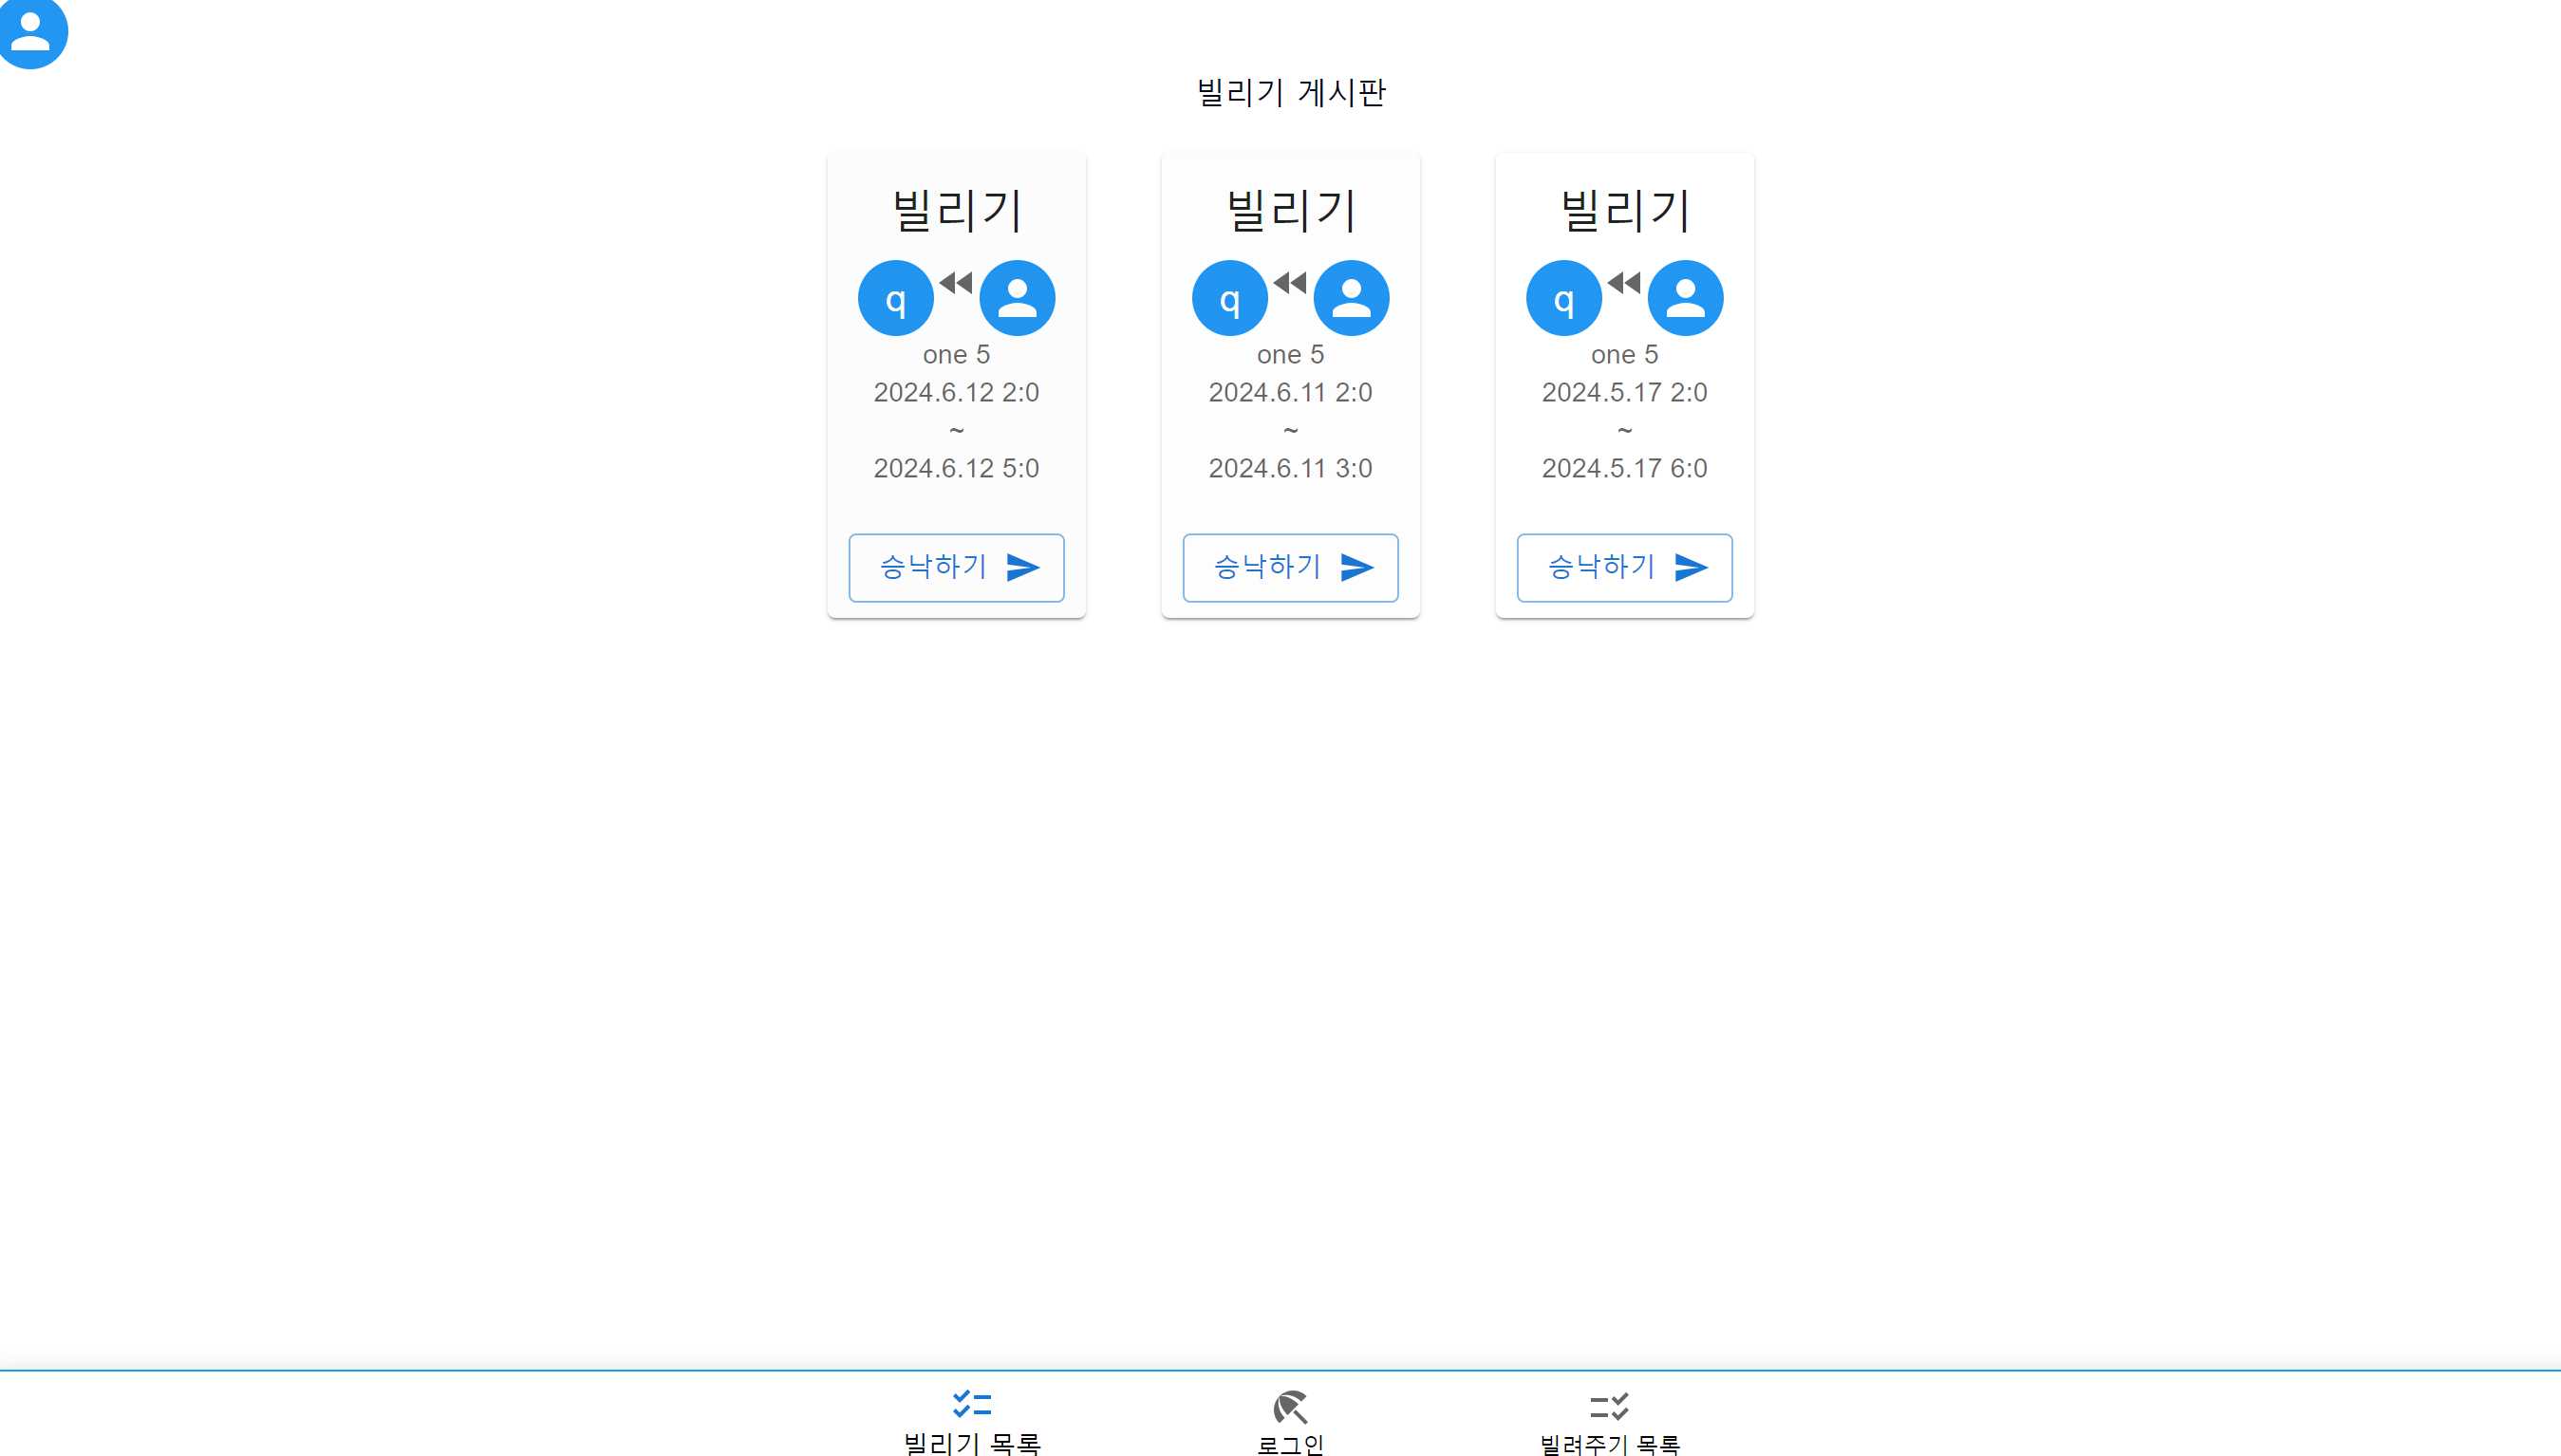 빌리기 게시판
빌리기
q
one 5
2024.6.12 2:0
~
2024.6.12 5:0
승낙하기
빌리기
q
one 5
2024.6.11 2:0
~
2024.6.11 3:0
승낙하기
빌리기
q
one 5
2024.5.17 2:0
~
2024.5.17 6:0
승낙하기
빌리기 목록
로그인
빌려주기 목록